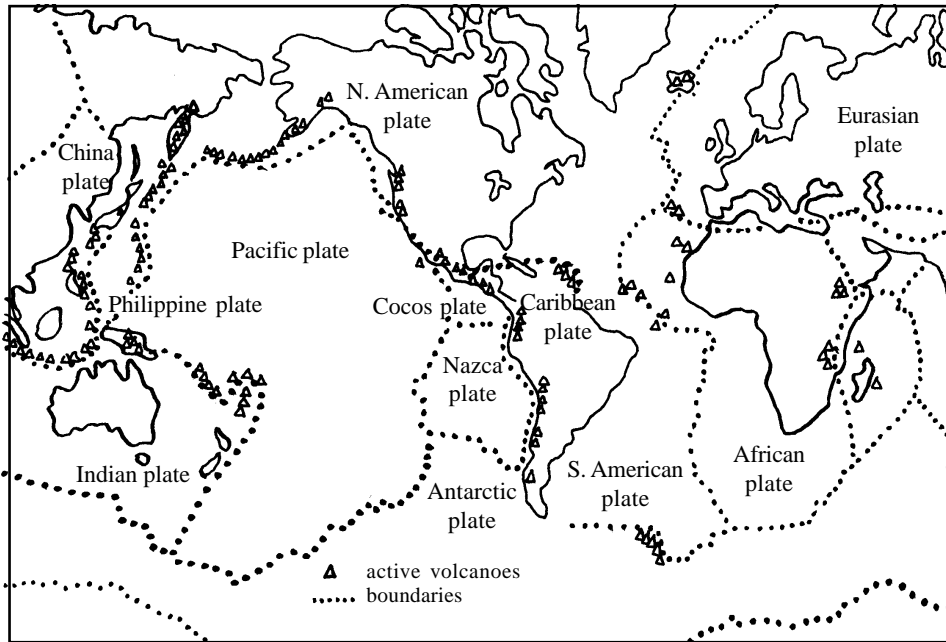 N. American
plate
Eurasian
plate
China
plate
Pacific plate
Philippine plate
Cocos plate
Caribbean
plate
Nazca
plate
Indian plate
Antarctic
plate
S. American
plate
African
plate
active volcanoes
boundaries